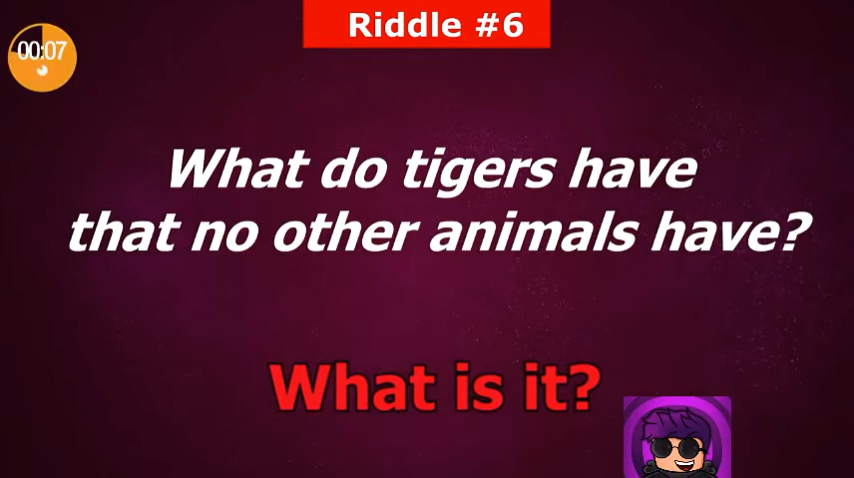 Riddle #6
00:07
What do tigers have
that no other animals have?
What is it?